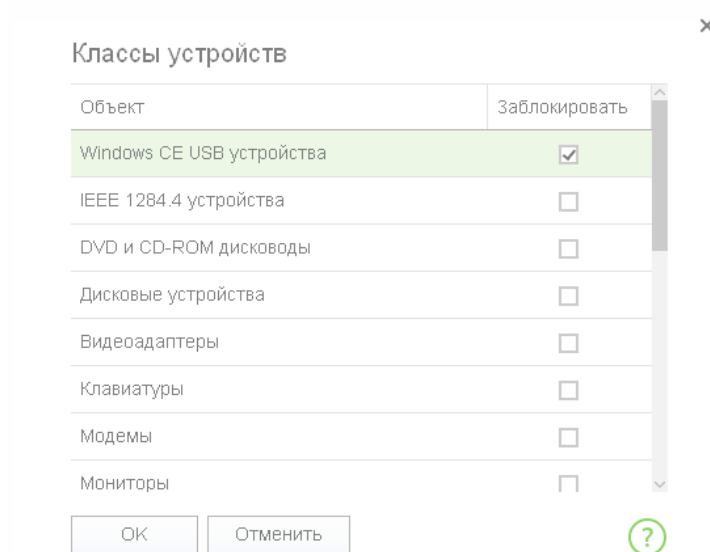 Классы устройств
Объект Заблокировать
Windows CE USB устройства
IEEE 1284.4 устройства
DVD и CD-ROM дисководы
Дисковые устройства
Видеоадаптеры
Клавиатуры
Модемы
Мониторы
OK Отменить ?